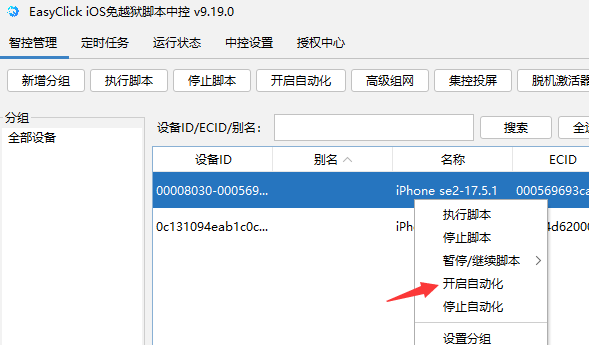 EasyClick iOS免越狱脚本中控 v9.19.0
智控管理 定时任务 运行状态 中控设置 授权中心
新增分组 执行脚本 停止脚本 开启自动化 高级组网 集控投屏 脱机激活器
分组
全部设备
设备ID/ECID/别名: 搜索 全
设备ID 别名 名称 ECID
00008030-000569... iPhone se2-17.5.1 000569693ca
0c131094eab1c0c... iPh 4d6200
执行脚本
停止脚本
暂停/继续脚本
开启自动化
停止自动化
设置分组